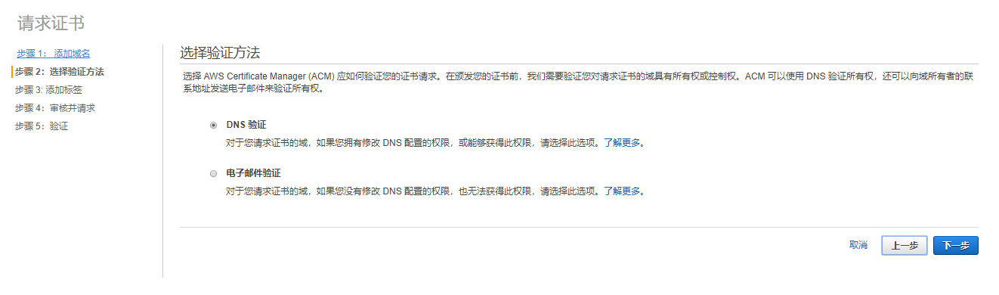 请求证书
步骤 1： 添加域名
步骤 2：选择验证方法
步骤 3: 添加标签
步骤 4：审核并请求
步骤 5：验证
选择验证方法
选择 AWS Certificate Manager (ACM) 应如何验证您的证书请求。在颁发您的证书前，我们需要验证您对请求证书的域具有所有权或控制权。ACM 可以使用 DNS 验证所有权，还可以向域所有者的联
系地址发送电子邮件来验证所有权。
DNS 验证
对于您请求证书的域，如果您拥有修改 DNS 配置的权限，或能够获得此权限，请选择此选项。了解更多。
电子邮件验证
对于您请求证书的域，如果您没有修改 DNS 配置的权限，也无法获得此权限，请选择此选项。了解更多。
取消 上一步 下一步